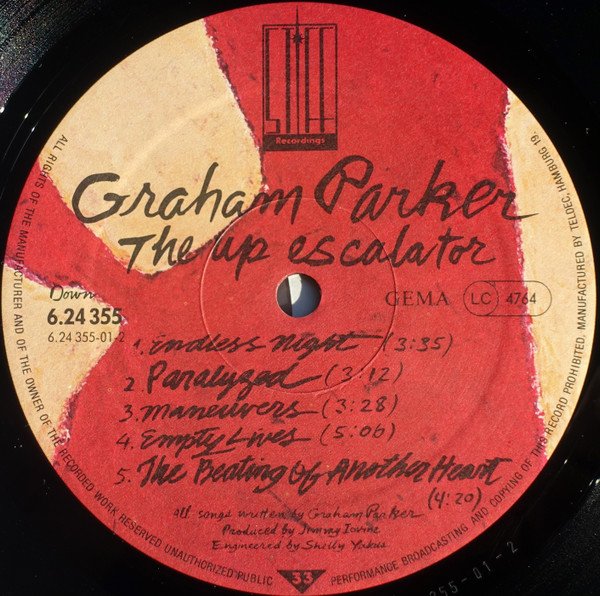 STIFF
Recordings
Graham Parker
The up escalator
Down
GEMA LC 4764
6.24 355
6.24 355-01-2
1. Endless Night (3:35)
2. Paralyzed (3:12)
3. Maneuvers (3:28)
4. Empty Lives (5:06)
5. The Beating Of Another Heart
(4:20)
All songs written by Graham Parker
Produced by Jimmy Iovine
Engineered by Shelly Yakus
33
ALL RIGHTS OF THE MANUFACTURER AND OF THE OWNER OF THE RECORDED WORK RESERVED UNAUTHORIZED PUBLIC PERFORMANCE BROADCASTING AND COPYING OF THIS RECORD PROHIBITED. MANUFACTURED BY TELDEC, HAMBURG 19.
355-01-2